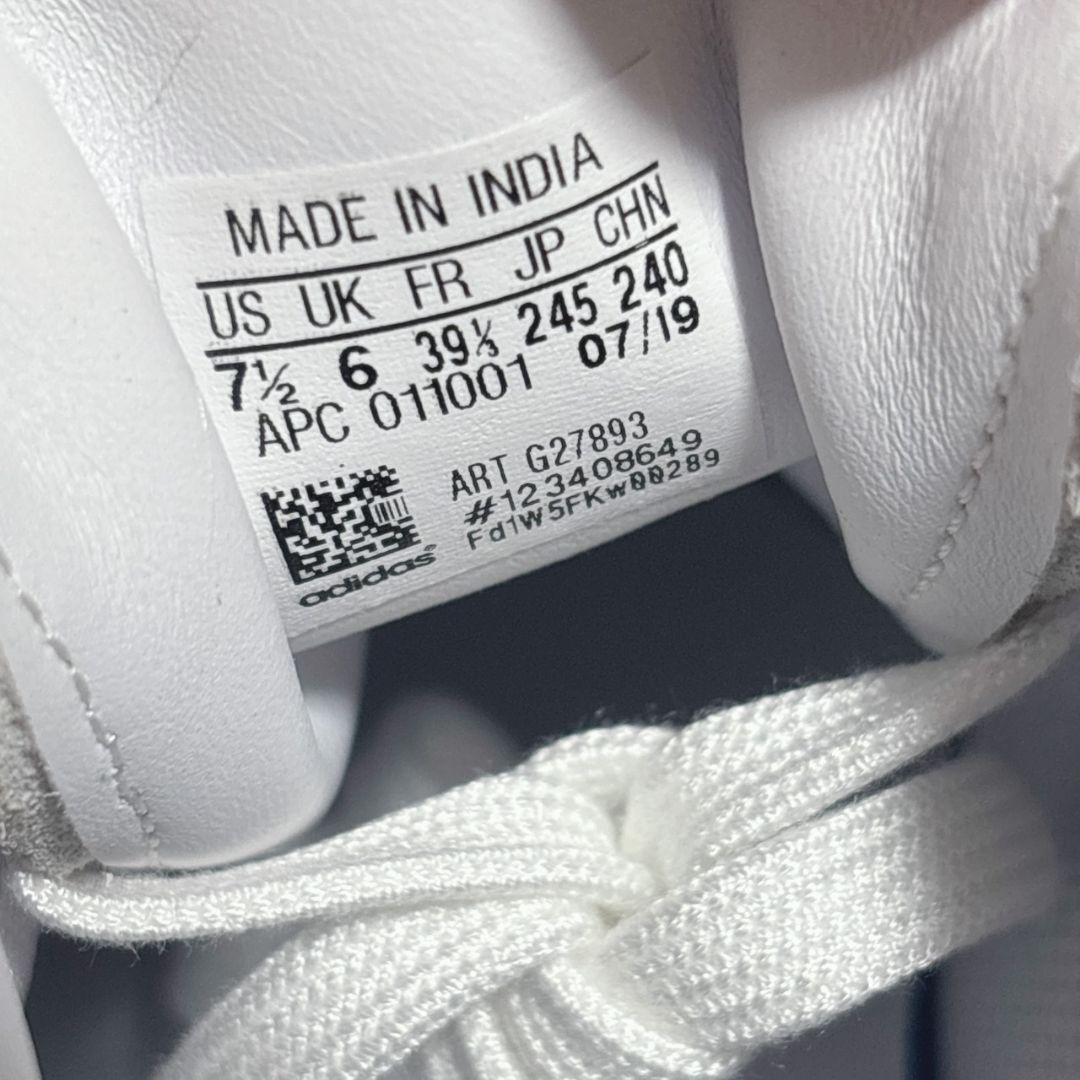 MADE IN INDIA
US UK FR JP CHN
7½ 6 39⅓ 245 240
APC 011001 07/19
ART G27893
#123408649
Fd1W5FKw00289
adidas®